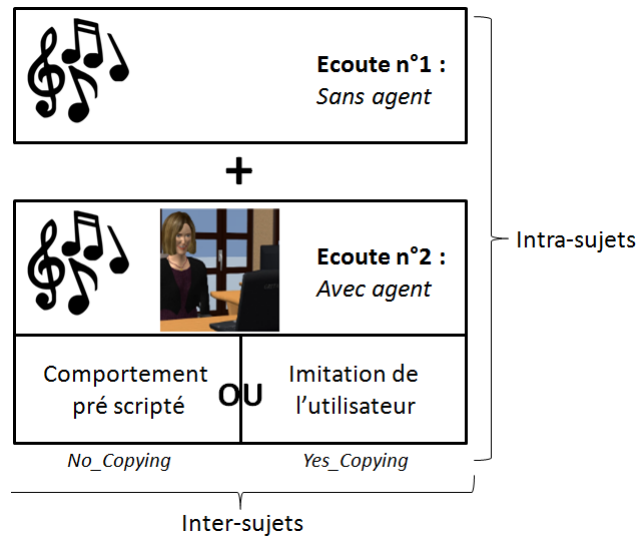 Ecoute n°1 :
Sans agent
+
Ecoute n°2 :
Avec agent
Intra-sujets
Comportement
pré scripté
OU
Imitation de
l'utilisateur
No_Copying
Yes_Copying
Inter-sujets